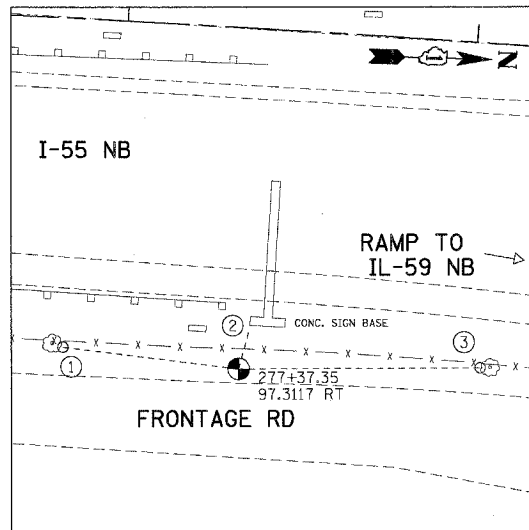 N
I-55 NB
RAMP TO
IL-59 NB
CONC. SIGN BASE
2
3
1
277+37.35
97.3117 RT
FRONTAGE RD